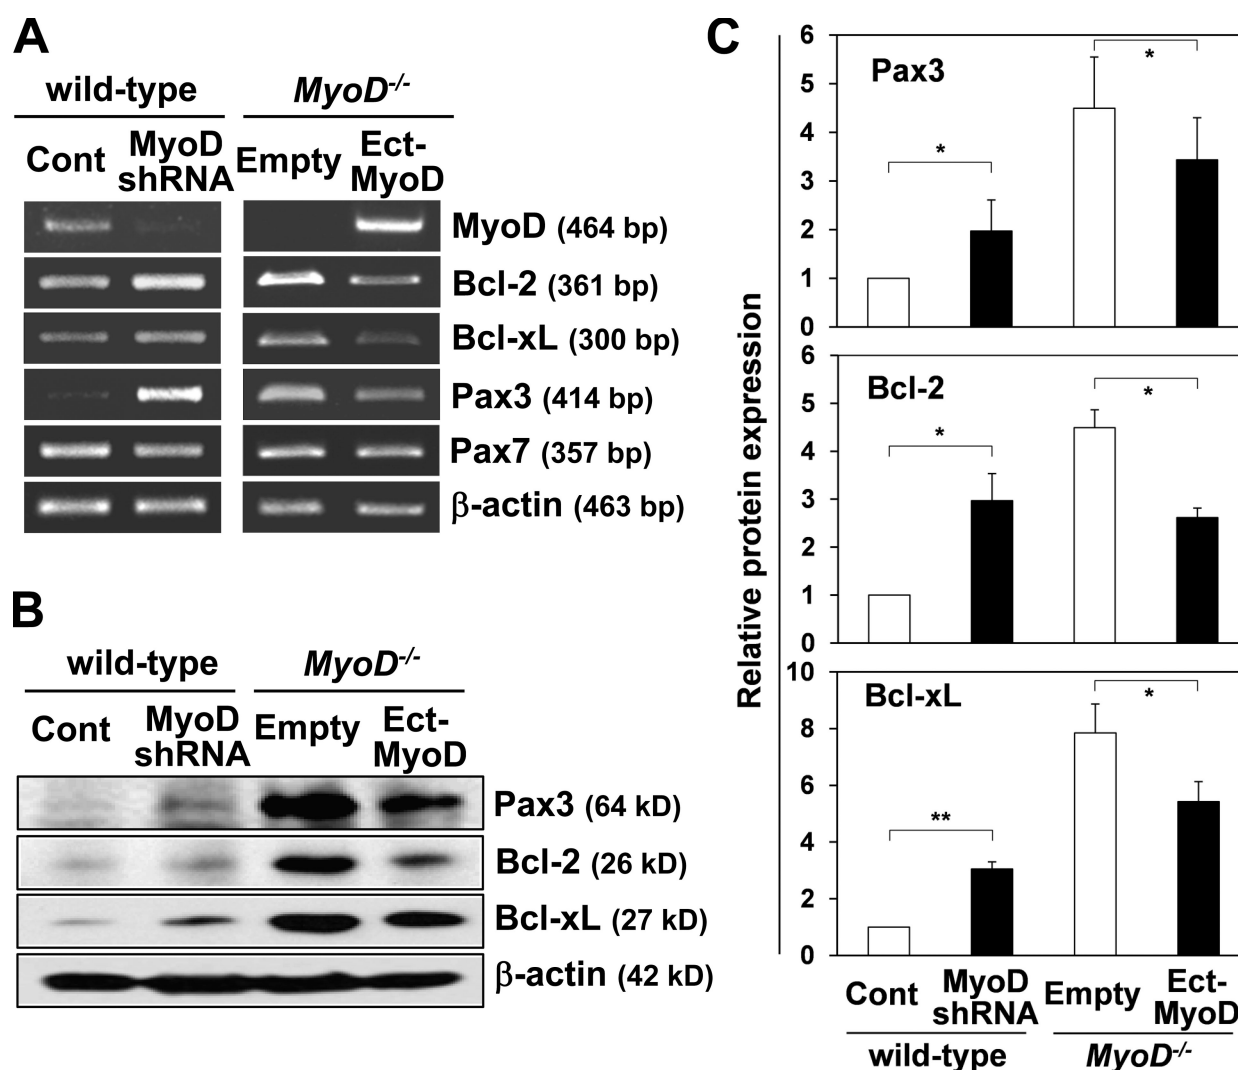 A
wild-type MyoD-/-
Cont MyoD shRNA Empty Ect-MyoD
MyoD (464 bp)
Bcl-2 (361 bp)
Bcl-xL (300 bp)
Pax3 (414 bp)
Pax7 (357 bp)
β-actin (463 bp)
B
wild-type MyoD-/-
Cont MyoD shRNA Empty Ect-MyoD
Pax3 (64 kD)
Bcl-2 (26 kD)
Bcl-xL (27 kD)
β-actin (42 kD)
C
Relative protein expression
Pax3
6
5
4
3
2
1
0
*
*
Bcl-2
6
5
4
3
2
1
0
*
*
Bcl-xL
10
8
6
4
2
0
**
*
Cont MyoD shRNA Empty Ect-MyoD
wild-type MyoD-/-